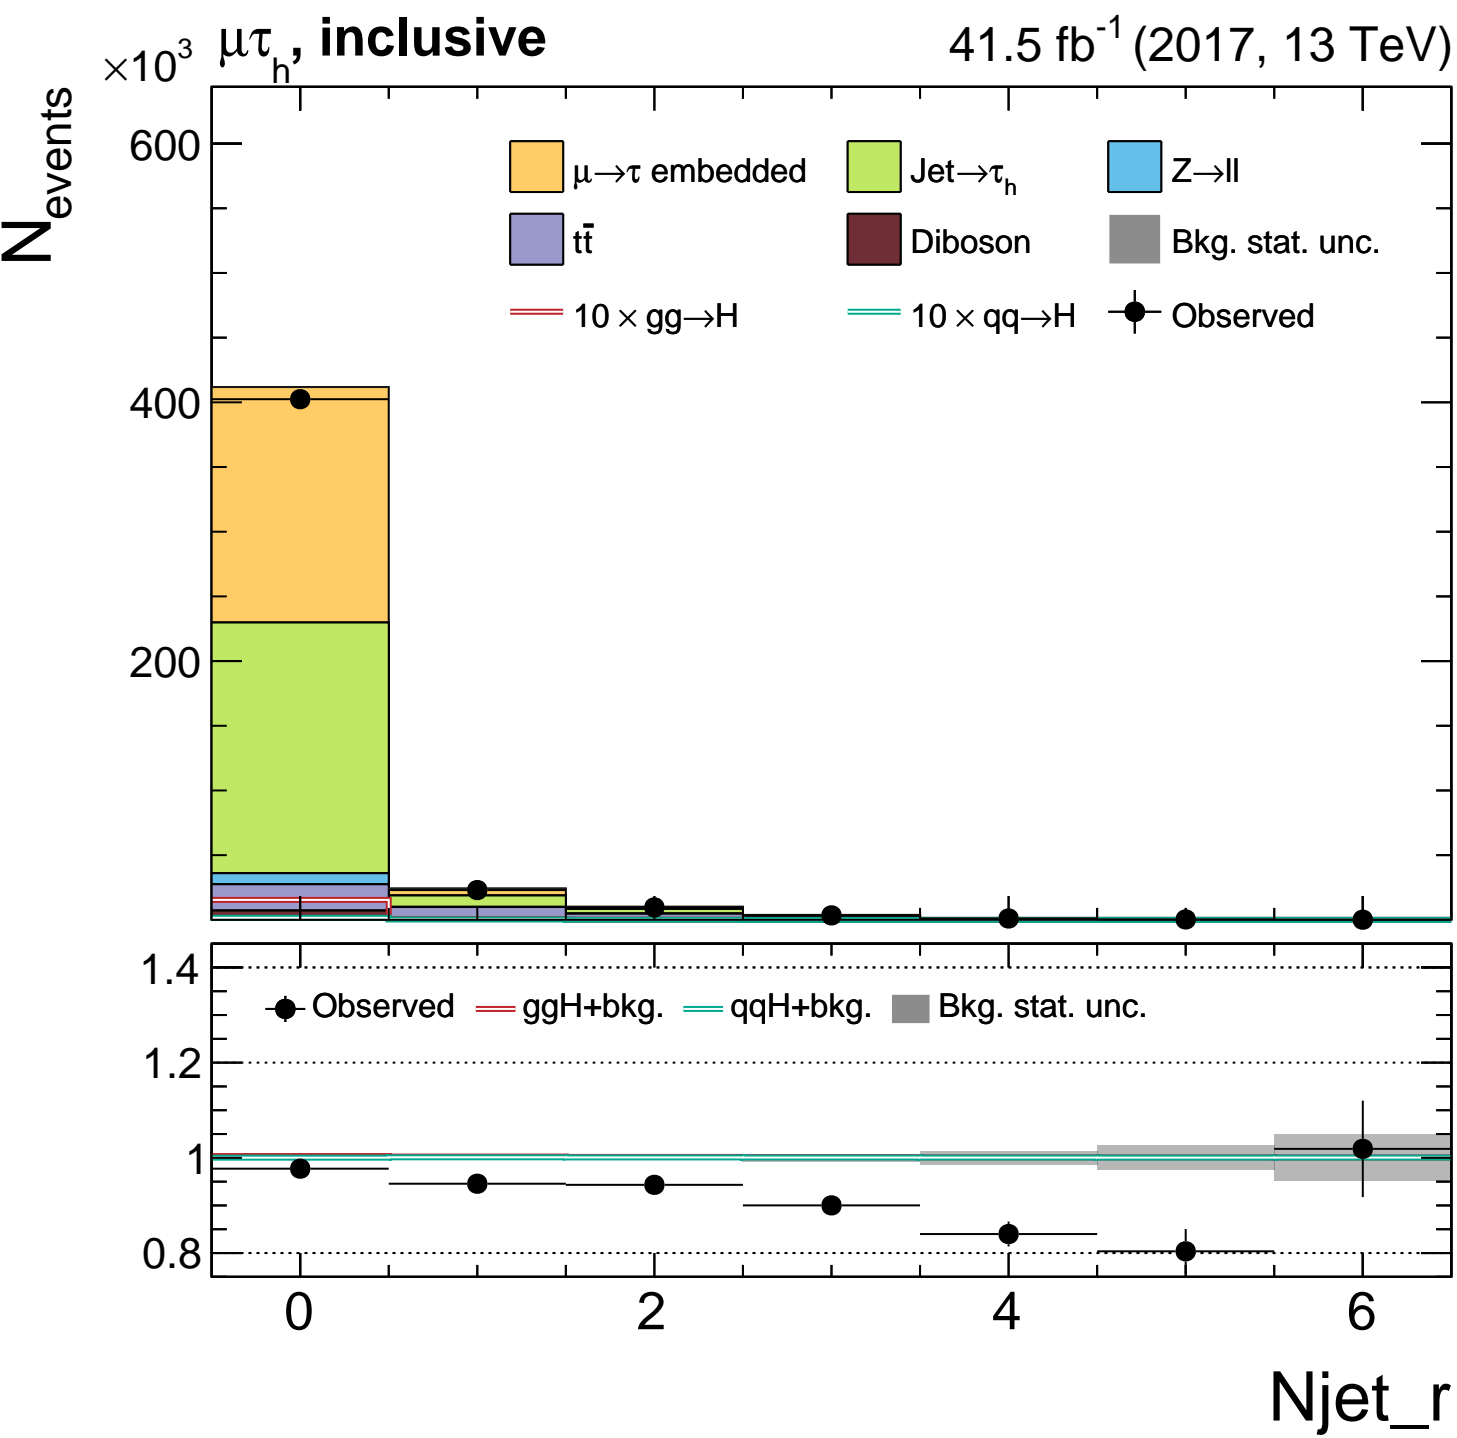 ×10³ μτₕ, inclusive 41.5 fb⁻¹ (2017, 13 TeV)
N_events
600
μ→τ embedded Jet→τₕ Z→ll
tt̄ Diboson Bkg. stat. unc.
10 × gg→H 10 × qq→H Observed
400
200
1.4
Observed ggH+bkg. qqH+bkg. Bkg. stat. unc.
1.2
1
0.8
0 2 4 6
Njet_r